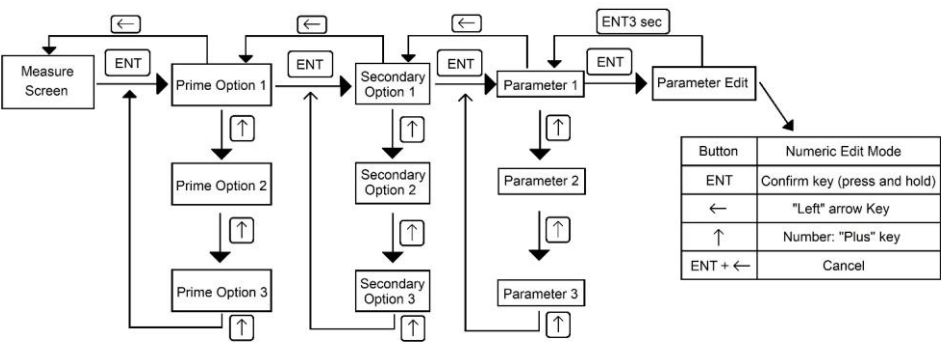 ←
←
←
ENT3 sec
Measure
Screen
ENT
Prime Option 1
ENT
Secondary
Option 1
ENT
Parameter 1
ENT
Parameter Edit
↑
↑
↑
Prime Option 2
Secondary
Option 2
Parameter 2
↑
↑
↑
Prime Option 3
Secondary
Option 3
Parameter 3
↑
↑
↑
Button Numeric Edit Mode
ENT Confirm key (press and hold)
← "Left" arrow Key
↑ Number: "Plus" key
ENT + ← Cancel